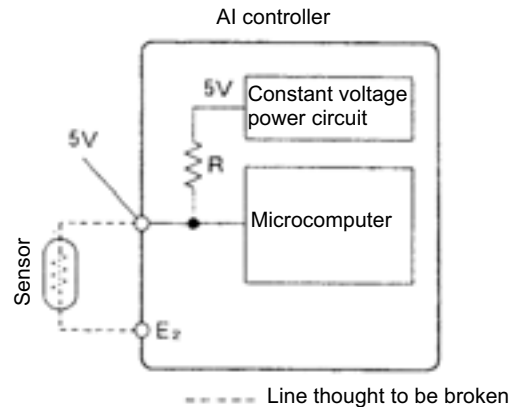 AI controller
5V
Constant voltage
power circuit
5V
R
Microcomputer
Sensor
E₂
Line thought to be broken